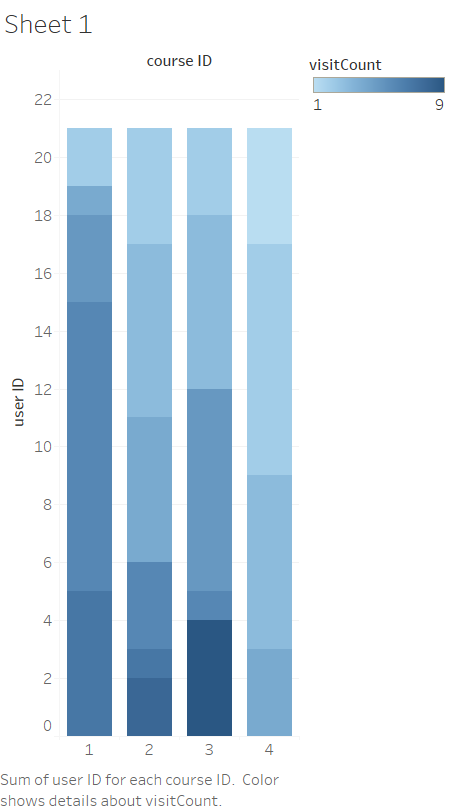 Sheet 1
course ID
visitCount
1 9
22
20
18
16
14
12
10
8
6
4
2
0
user ID
1 2 3 4
Sum of user ID for each course ID. Color
shows details about visitCount.